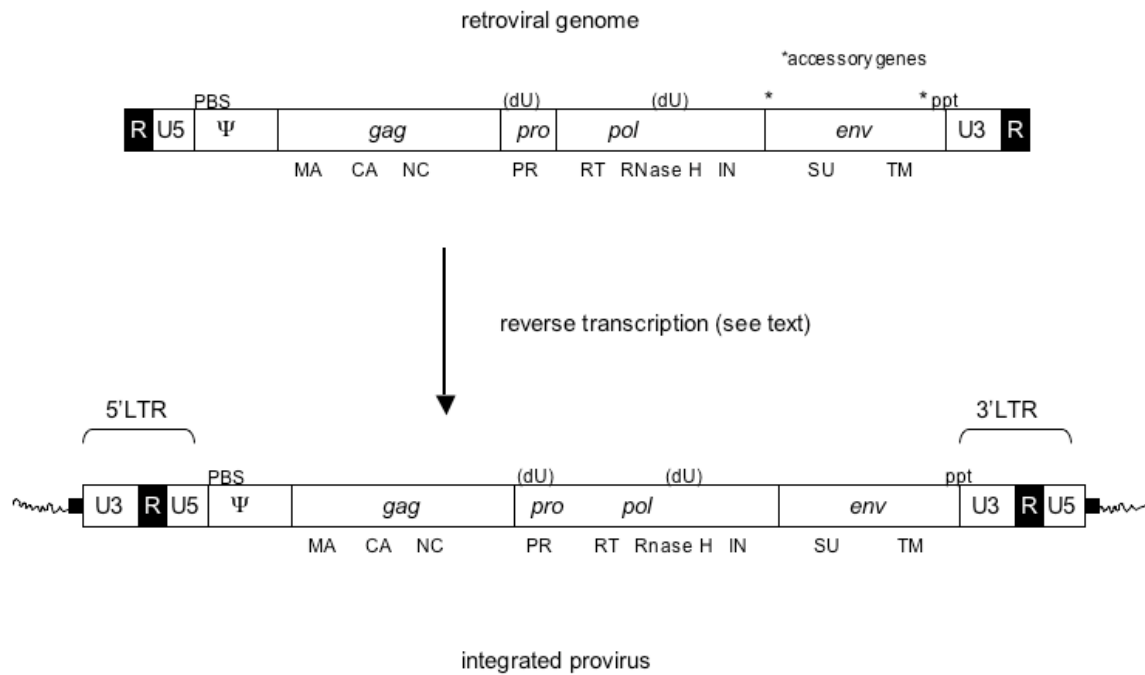 retroviral genome
*accessory genes
PBS (dU) (dU) * * ppt
R U5 Ψ gag pro pol env U3 R
MA CA NC PR RT RNase H IN SU TM
reverse transcription (see text)
5'LTR 3'LTR
PBS (dU) (dU) ppt
U3 R U5 Ψ gag pro pol env U3 R U5
MA CA NC PR RT Rnase H IN SU TM
integrated provirus